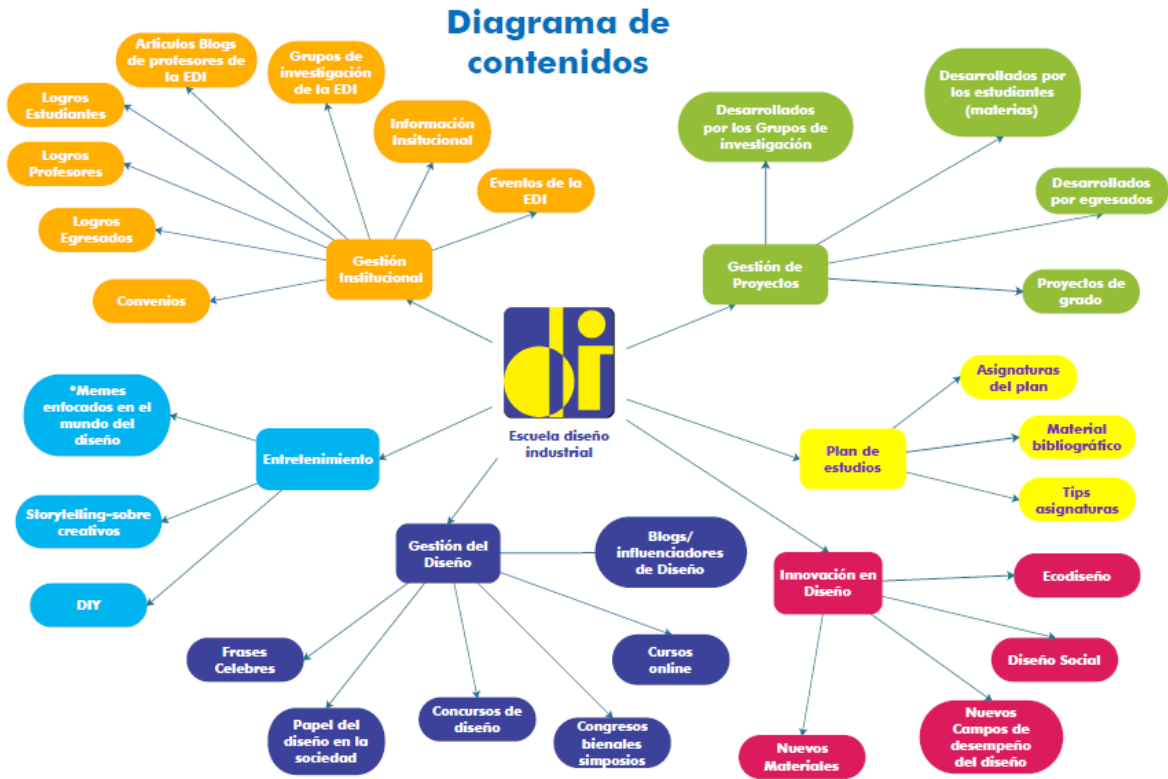 Diagrama de
contenidos
Articulos Blogs
de profesores de
la EDI
Grupos de
investigación
de la EDI
Logros
Estudiantes
Información
Insitucional
Logros
Profesores
Eventos de la
EDI
Logros
Egresados
Gestión
Institucional
Convenios
Desarrollados
por los Grupos de
investigación
Desarrollados por
los estudiantes
(materias)
Desarrollados
por egresados
Gestión de
Proyectos
Proyectos de
grado
di
Escuela diseño
industrial
*Memes
enfocados en el
mundo del
diseño
Entretenimiento
Storytelling-sobre
creativos
DIY
Asignaturas
del plan
Plan de
estudios
Material
bibliogrático
Tips
asignaturas
Gestión del
Diseño
Blogs/
influenciadores
de Diseño
Frases
Celebres
Papel del
diseño en la
sociedad
Concursos de
diseño
Congresos
bienales
simposios
Cursos
online
Innovación en
Diseño
Ecodiseño
Diseño Social
Nuevos
Campos de
desempeño
del diseño
Nuevos
Materiales